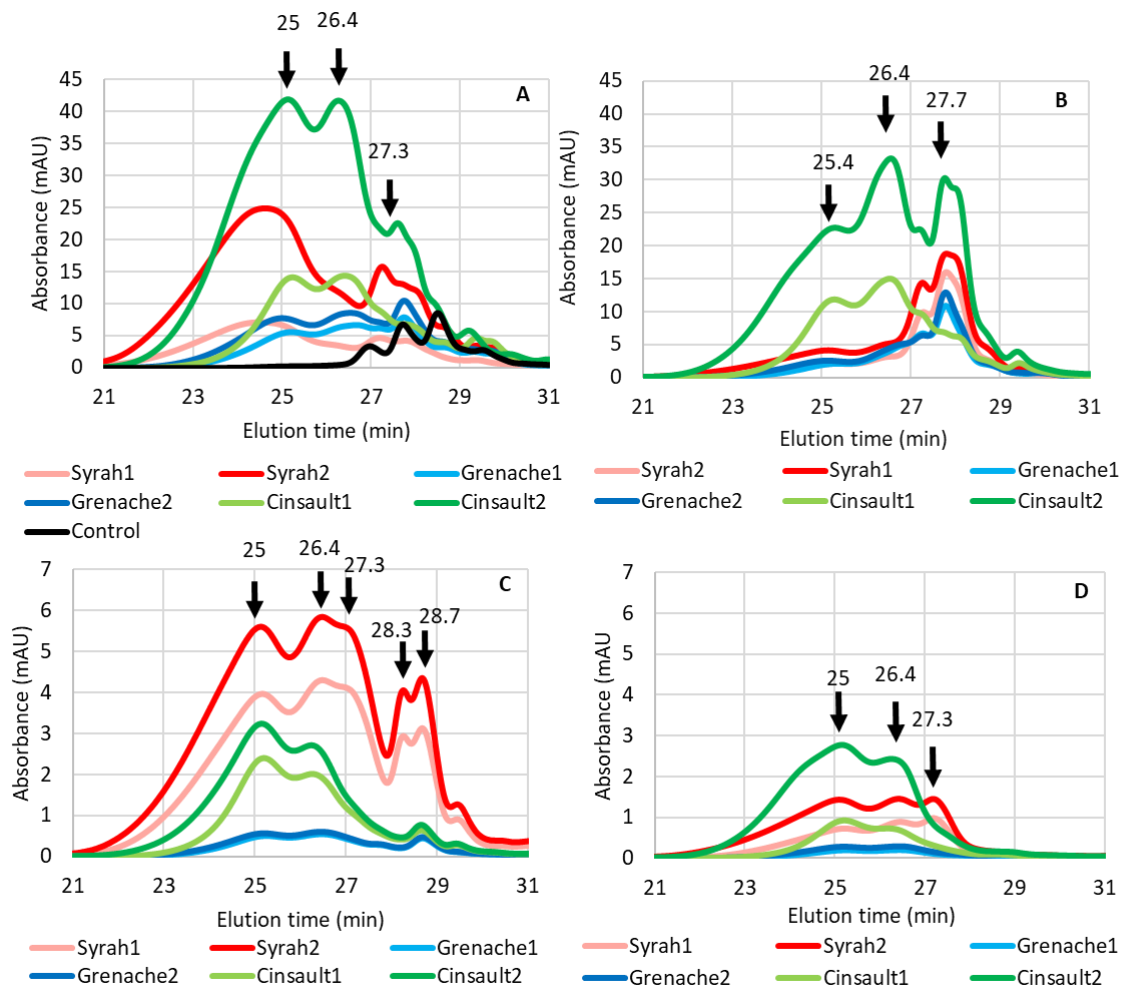 25
26.4
27.3
A
45
40
35
30
25
20
15
10
5
0
Absorbance (mAU)
21 23 25 27 29 31
Elution time (min)
Syrah1 Syrah2 Grenache1
Grenache2 Cinsault1 Cinsault2
Control
26.4
27.7
25.4
B
45
40
35
30
25
20
15
10
5
0
Absorbance (mAU)
21 23 25 27 29 31
Elution time (min)
Syrah2 Syrah1 Grenache1
Grenache2 Cinsault1 Cinsault2
25
26.4
27.3
28.3
28.7
C
7
6
5
4
3
2
1
0
Absorbance (mAU)
21 23 25 27 29 31
Elution time (min)
Syrah1 Syrah2 Grenache1
Grenache2 Cinsault1 Cinsault2
25
26.4
27.3
D
7
6
5
4
3
2
1
0
Absorbance (mAU
21 23 25 27 29 31
Elution time (min)
Syrah1 Syrah2 Grenache1
Grenache2 Cinsault1 Cinsault2